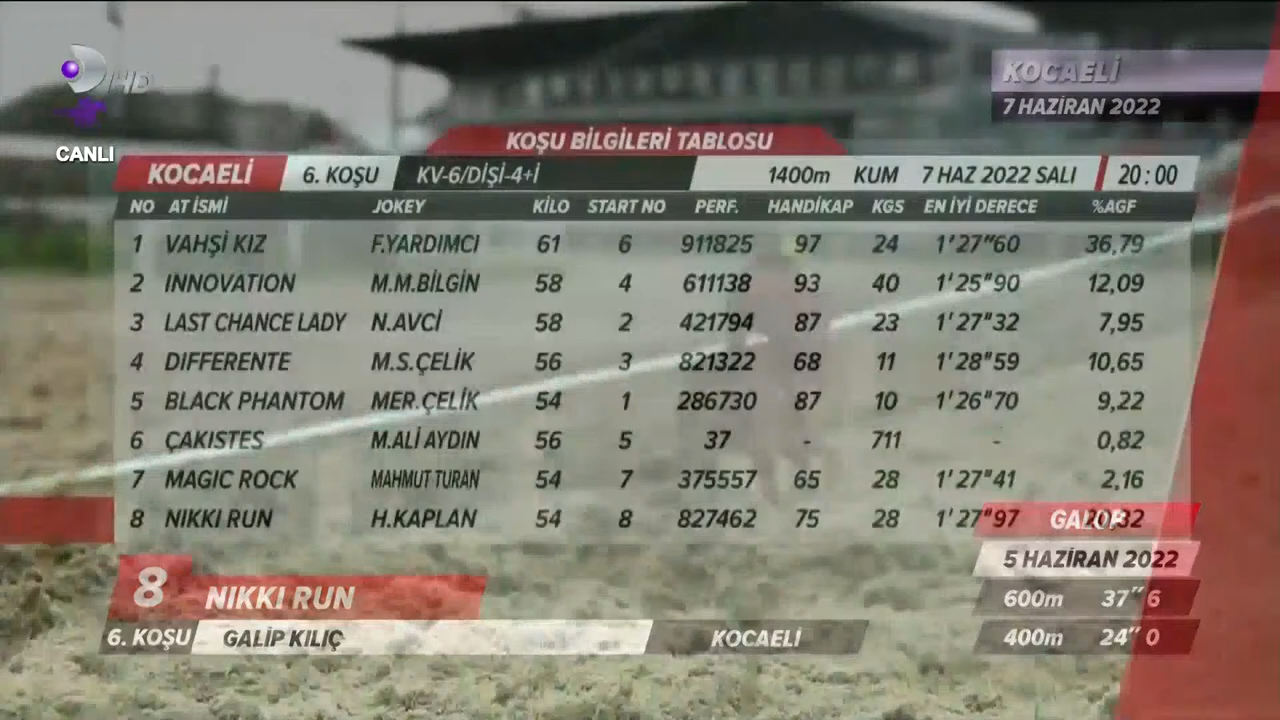 HD
KOCAELİ
7 HAZİRAN 2022
CANLI
KOŞU BİLGİLERİ TABLOSU
KOCAELİ 6. KOŞU KV-6/DİŞİ-4+İ 1400m KUM 7 HAZ 2022 SALI 20:00
NO AT İSMİ JOKEY KİLO START NO PERF. HANDİKAP KGS EN İYİ DERECE %AGF
1 VAHŞİ KIZ F.YARDIMCI 61 6 911825 97 24 1'27"60 36,79
2 INNOVATION M.M.BİLGİN 58 4 611138 93 40 1'25"90 12,09
3 LAST CHANCE LADY N.AVCİ 58 2 421794 87 23 1'27"32 7,95
4 DIFFERENTE M.S.ÇELİK 56 3 821322 68 11 1'28"59 10,65
5 BLACK PHANTOM MER.ÇELİK 54 1 286730 87 10 1'26"70 9,22
6 ÇAKISTES M.ALİ AYDIN 56 5 37 - 711 - 0,82
7 MAGIC ROCK MAHMUT TURAN 54 7 375557 65 28 1'27"41 2,16
8 NIKKI RUN H.KAPLAN 54 8 827462 75 28 1'27"97 20,32
GALOP
5 HAZİRAN 2022
600m 37"6
400m 24"0
8 NIKKI RUN
6. KOŞU GALİP KILIÇ KOCAELİ